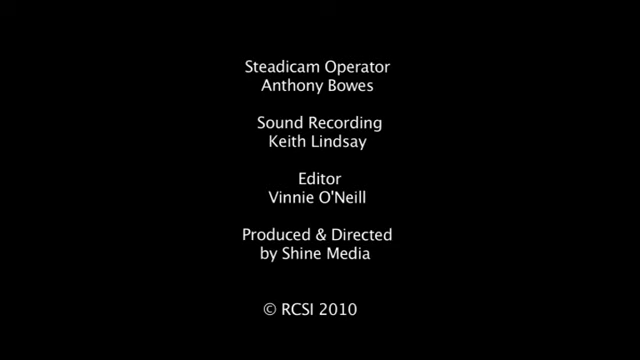 Steadicam Operator
Anthony Bowes
Sound Recording
Keith Lindsay
Editor
Vinnie O'Neill
Produced & Directed
by Shine Media
© RCSI 2010